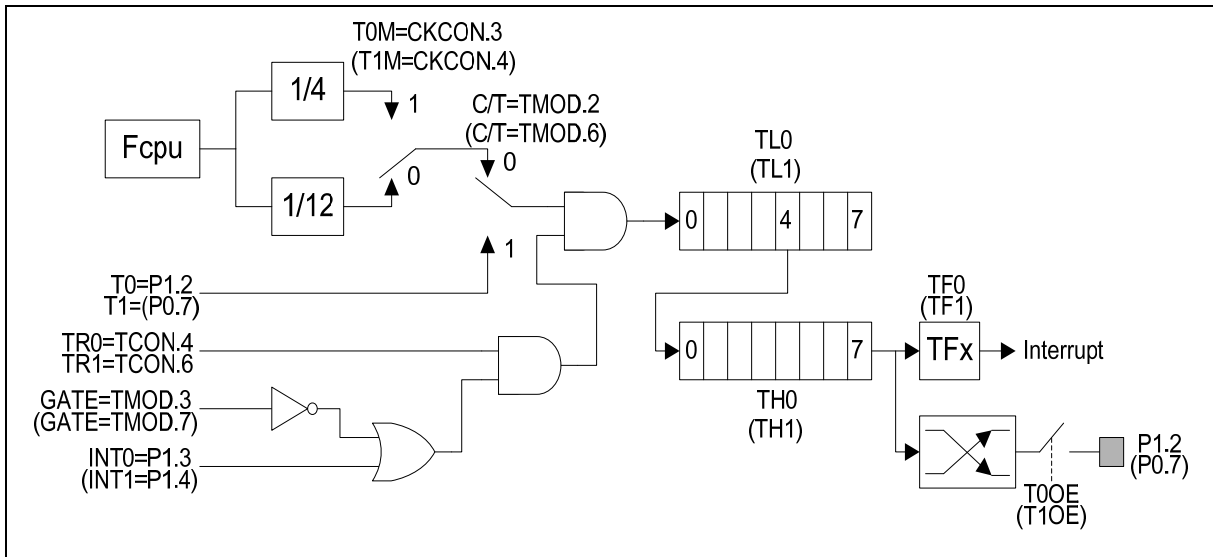 T0M=CKCON.3
(T1M=CKCON.4)
1/4
1
C/T=TMOD.2
(C/T=TMOD.6)
Fcpu
0
0
TL0
(TL1)
1/12
0 4 7
1
T0=P1.2
T1=(P0.7)
TF0
(TF1)
TR0=TCON.4
TR1=TCON.6
0 7
TFx
Interrupt
GATE=TMOD.3
(GATE=TMOD.7)
TH0
(TH1)
INT0=P1.3
(INT1=P1.4)
P1.2
(P0.7)
T0OE
(T1OE)